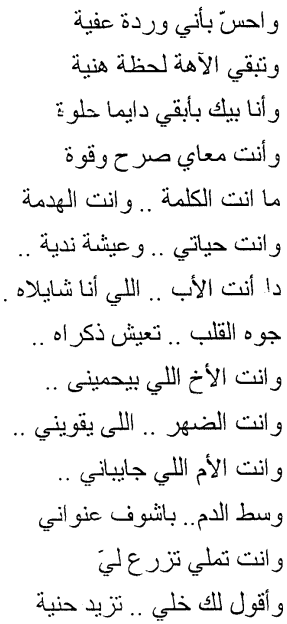 واحسّ بأني وردة عفية
وتبقي الآهة لحظة هنية
وأنا بيك بأبقي دايما حلوة
وأنت معاي صرح وقوة
ما انت الكلمة .. وانت الهدمة
وانت حياتي .. وعيشة ندية ..
دا أنت الأب .. اللي أنا شايلاه .
جوه القلب .. تعيش ذكراه ..
وانت الأخ اللي بيحمينى ..
وانت الضهر .. اللى يقويني ..
وانت الأم اللي جايباني ..
وسط الدم.. باشوف عنواني
وانت تملي تزرع ليَ
وأقول لك خلي .. تزيد حنية